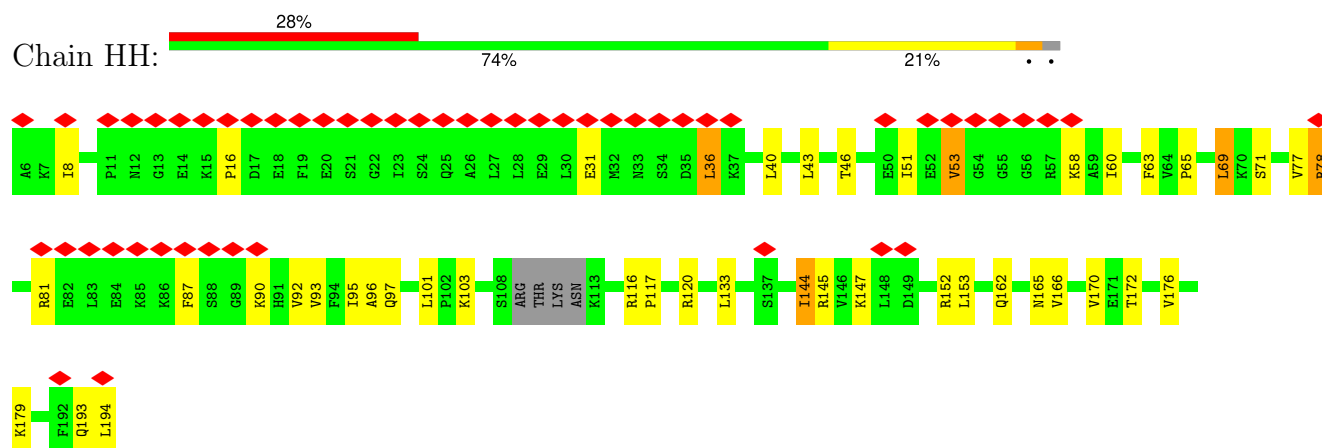 28%
Chain HH:
74% 21% • •
A6 K7 I8 P11 N12 G13 E14 K15 P16 D17 E18 F19 E20 S21 G22 I23 S24 Q25 A26 L27 L28 E29 L30 E31 M32 N33 S34 D35 L36 K37 L40 L43 T46 E50 I51 E52 V53 G54 G55 G56 R57 K58 A59 I60 F63 V64 P65 L69 K70 S71 V77 R78
R81 E82 L83 E84 K85 K86 F87 S88 G89 K90 H91 V92 V93 F94 I95 A96 Q97 L101 P102 K103 S108 ARG THR LYS ASN K113 R116 P117 R120 L133 S137 I144 R145 V146 K147 L148 D149 R152 L153 Q162 N165 V166 V170 E171 T172 V176
K179 F192 Q193 L194